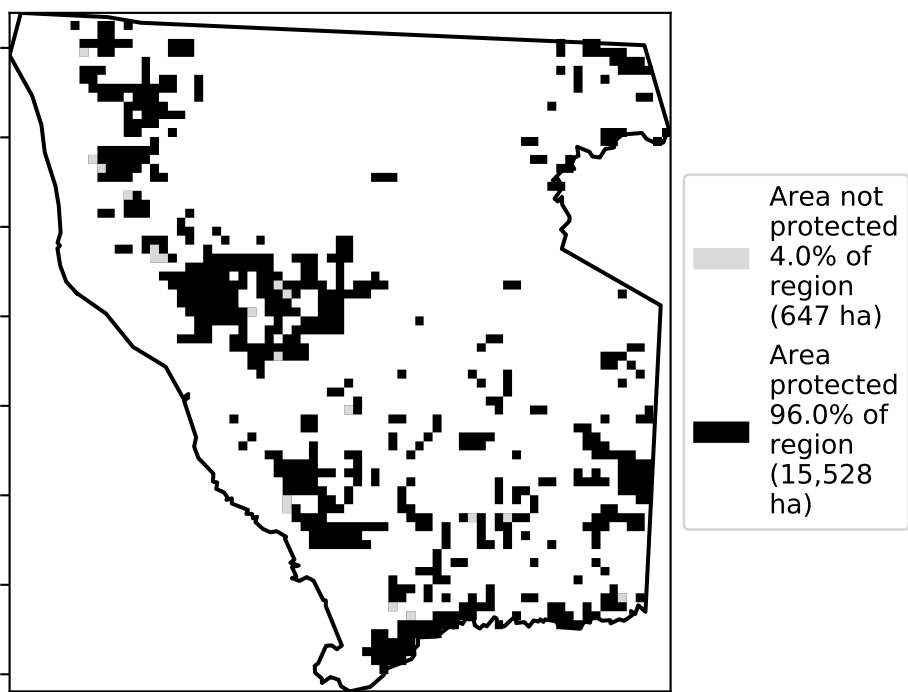 Area not
protected
4.0% of
region
(647 ha)
Area
protected
96.0% of
region
(15,528
ha)